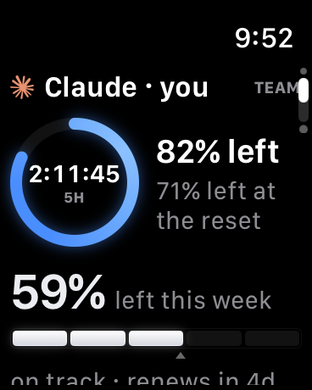 9:52
Claude · you TEAM
2:11:45
5H
82% left
71% left at
the reset
59% left this week
on track · renews in 4d